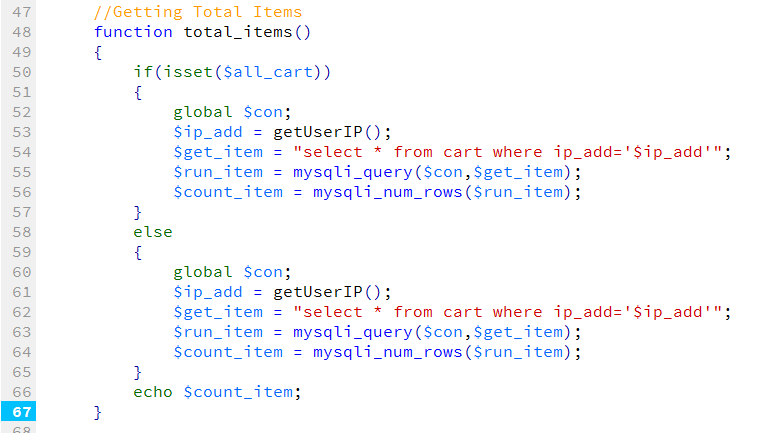 47 //Getting Total Items
48 function total_items()
49 {
50 if(isset($all_cart))
51 {
52 global $con;
53 $ip_add = getUserIP();
54 $get_item = "select * from cart where ip_add='$ip_add'";
55 $run_item = mysqli_query($con,$get_item);
56 $count_item = mysqli_num_rows($run_item);
57 }
58 else
59 {
60 global $con;
61 $ip_add = getUserIP();
62 $get_item = "select * from cart where ip_add='$ip_add'";
63 $run_item = mysqli_query($con,$get_item);
64 $count_item = mysqli_num_rows($run_item);
65 }
66 echo $count_item;
67 }
68